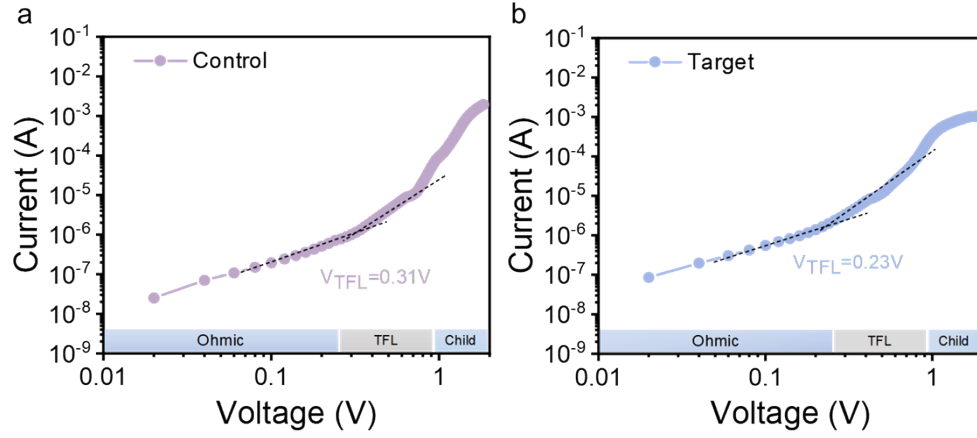 a
Control
Current (A)
10⁻¹
10⁻²
10⁻³
10⁻⁴
10⁻⁵
10⁻⁶
10⁻⁷
10⁻⁸
10⁻⁹
V_TFL=0.31V
Ohmic TFL Child
0.01 0.1 1
Voltage (V)
b
Target
Current (A)
10⁻¹
10⁻²
10⁻³
10⁻⁴
10⁻⁵
10⁻⁶
10⁻⁷
10⁻⁸
10⁻⁹
V_TFL=0.23V
Ohmic TFL Child
0.01 0.1 1
Voltage (V)